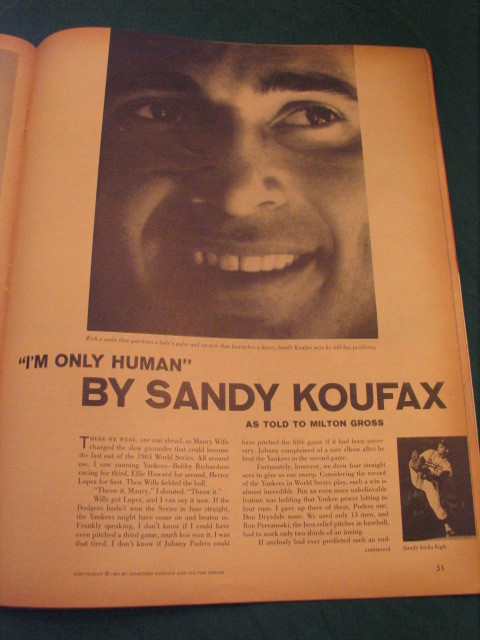 With a smile that quickens a lady's pulse and an arm that bewitches a hitter, Sandy Koufax says he still has problems.
"I'M ONLY HUMAN"
BY SANDY KOUFAX
AS TOLD TO MILTON GROSS
THERE WE WERE, one run ahead, as Maury Wills
charged the slow grounder that could become
the last out of the 1963 World Series. All around
me, I saw running Yankees—Bobby Richardson
racing for third, Ellie Howard for second, Hector
Lopez for first. Then Wills fielded the ball.
"Throw it, Maury," I shouted. "Throw it."
Wills got Lopez, and I can say it now. If the
Dodgers hadn't won the Series in four straight,
the Yankees might have come on and beaten us.
Frankly speaking, I don't know if I could have
even pitched a third game, much less won it. I was
that tired. I don't know if Johnny Podres could
have pitched the fifth game if it had been neces-
sary. Johnny complained of a sore elbow after he
beat the Yankees in the second game.
Fortunately, however, we drew four straight
aces to give us our sweep. Considering the record
of the Yankees in World Series play, such a win is
almost incredible. But an even more unbelievable
feature was holding that Yankee power hitting to
four runs. I gave up three of them, Podres one,
Don Drysdale none. We used only 13 men, and
Ron Perranoski, the best relief pitcher in baseball,
had to work only two thirds of an inning.
If anybody had ever predicted such an end-
continued
Sandy kicks high.
COPYRIGHT © 1963 BY SANFORD KOUFAX AND MILTON GROSS
51